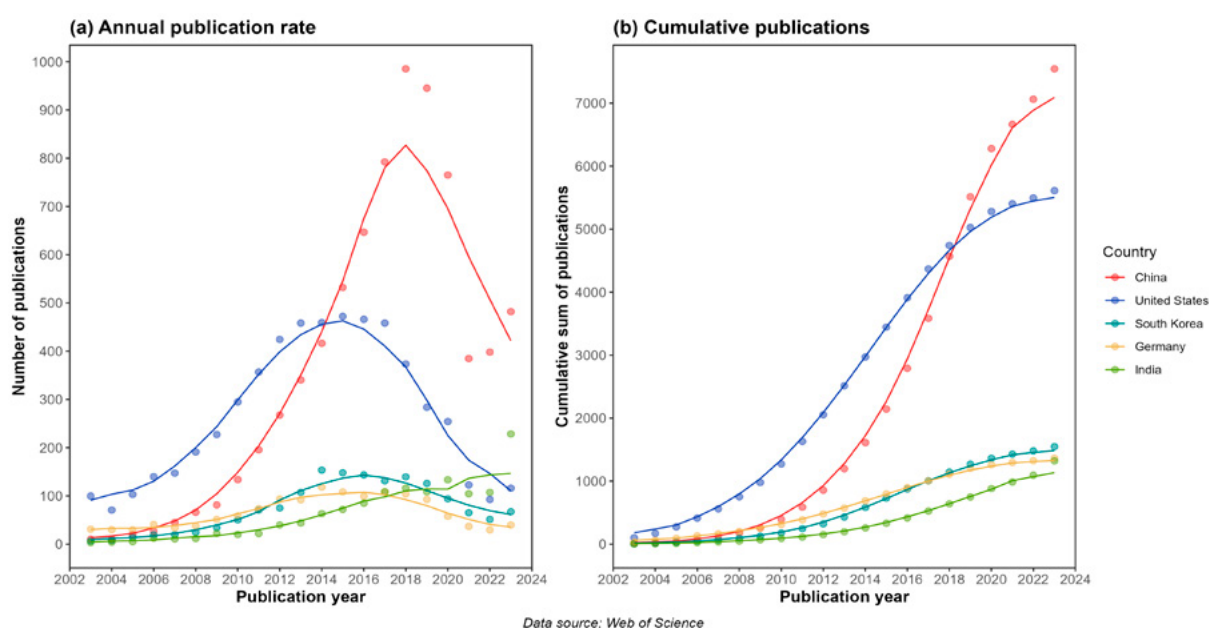 (a) Annual publication rate
(b) Cumulative publications
Number of publications
1000
900
800
700
600
500
400
300
200
100
0
2002 2004 2006 2008 2010 2012 2014 2016 2018 2020 2022 2024
Publication year
Cumulative sum of publications
7000
6000
5000
4000
3000
2000
1000
0
2002 2004 2006 2008 2010 2012 2014 2016 2018 2020 2022 2024
Publication year
Country
China
United States
South Korea
Germany
India
Data source: Web of Science